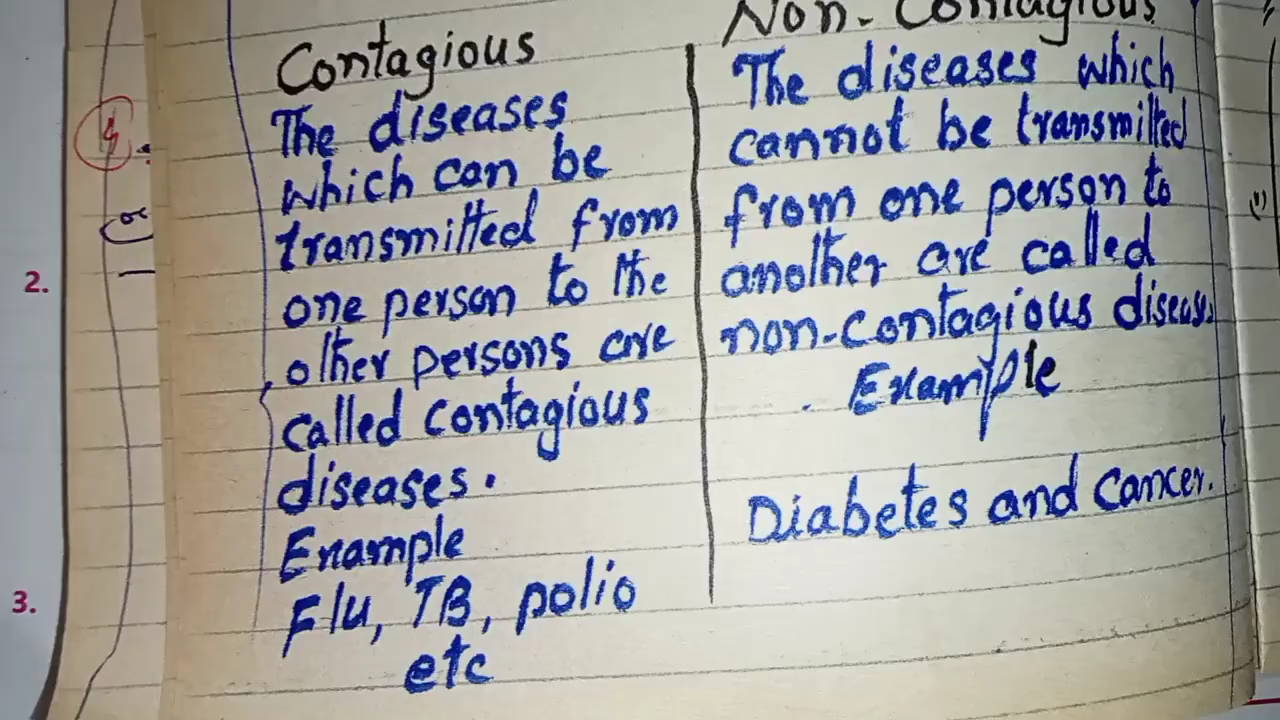 Contagious
The diseases
which can be
transmitted from
one person to the
other persons are
called contagious
diseases.
Example
Flu, TB, polio
etc
Non-Contagious
The diseases which
cannot be transmitted
from one person to
another are called
non-contagious diseases.
Example
Diabetes and cancer.
2.
3.